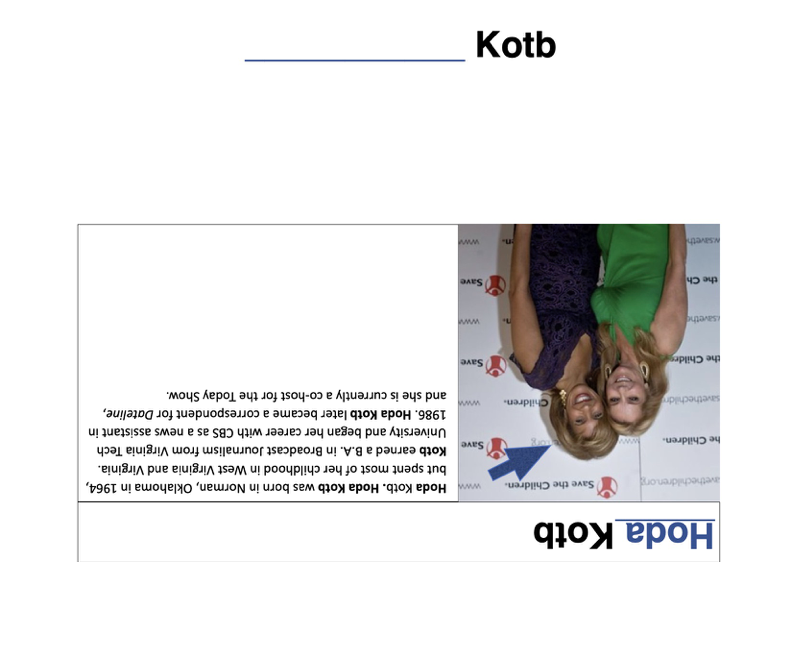 Kotb
Hoda Kotb
Hoda Kotb. Hoda Kotb was born in Norman, Oklahoma in 1964,
but spent most of her childhood in West Virginia and Virginia.
Kotb earned a B.A. in Broadcast Journalism from Virginia Tech
University and began her career with CBS as a news assistant in
1986. Hoda Kotb later became a correspondent for Dateline,
and she is currently a co-host for the Today Show.
Save the Children.
Children.
Save
the Children.
Save
the Ch
Save
www